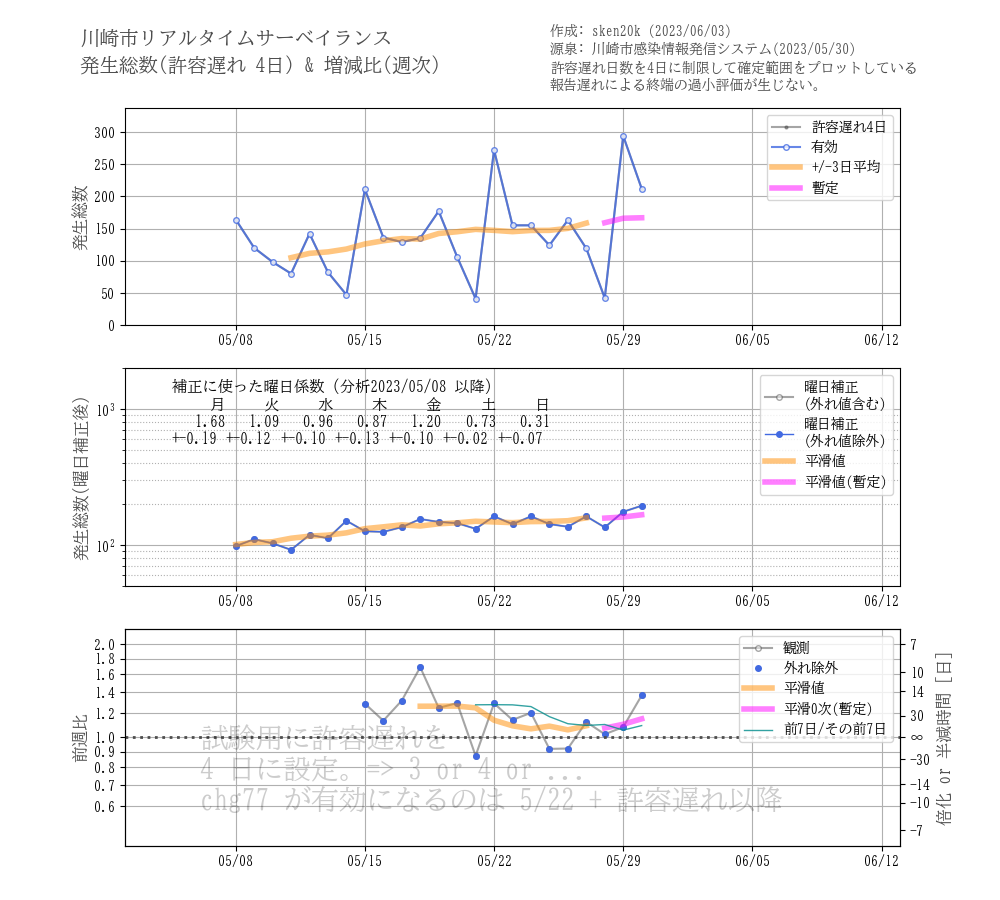 川崎市リアルタイムサーベイランス
発生総数(許容遅れ 4日) & 増減比(週次)
作成: sken20k (2023/06/03)
源泉: 川崎市感染情報発信システム(2023/05/30)
許容遅れ日数を4日に制限して確定範囲をプロットしている
報告遅れによる終端の過小評価が生じない。
発生総数
300
250
200
150
100
50
0
許容遅れ4日
有効
+/-3日平均
暫定
05/08 05/15 05/22 05/29 06/05 06/12
発生総数(曜日補正後)
10³
10²
補正に使った曜日係数 (分析2023/05/08 以降)
月 火 水 木 金 土 日
1.68 1.09 0.96 0.87 1.20 0.73 0.31
+-0.19 +-0.12 +-0.10 +-0.13 +-0.10 +-0.02 +-0.07
曜日補正
(外れ値含む)
曜日補正
(外れ値除外)
平滑値
平滑値(暫定)
05/08 05/15 05/22 05/29 06/05 06/12
前週比
2.0
1.8
1.6
1.4
1.2
1.0
0.9
0.8
0.7
0.6
観測
外れ除外
平滑値
平滑0次(暫定)
前7日/その前7日
試験用に許容遅れを
4 日に設定。=> 3 or 4 or ...
chg77 が有効になるのは 5/22 + 許容遅れ以降
7
10
14
30
∞
-30
-14
-10
-7
倍化 or 半減時間 [日]
05/08 05/15 05/22 05/29 06/05 06/12